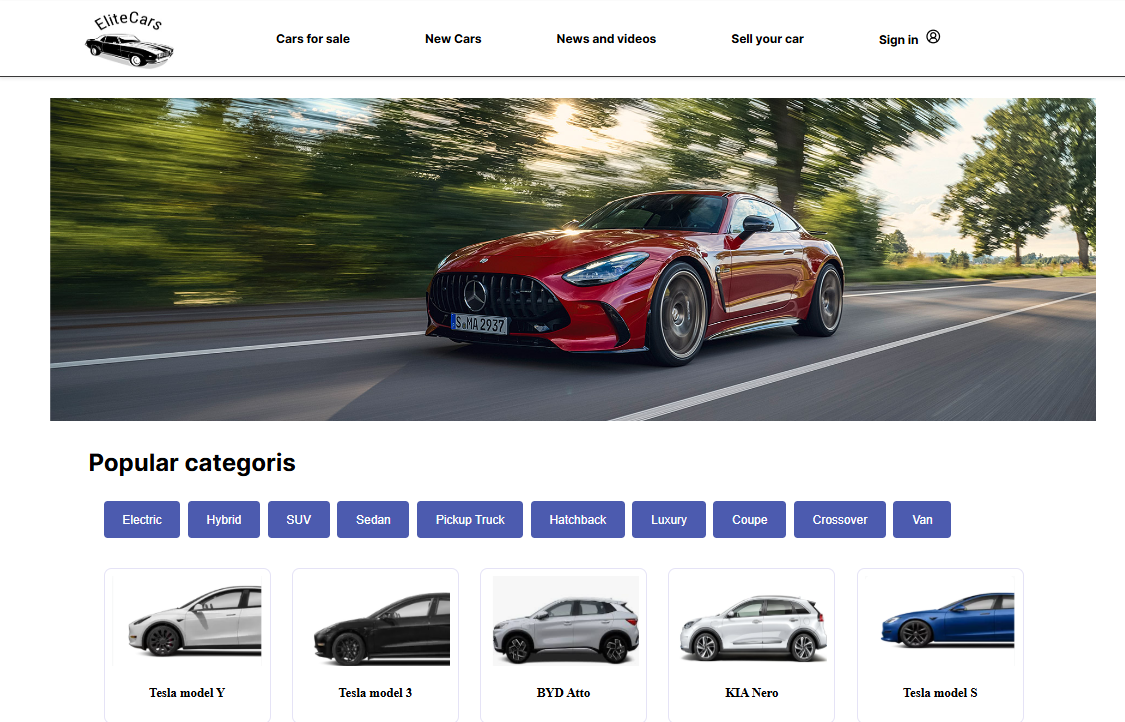 EliteCars
Cars for sale
New Cars
News and videos
Sell your car
Sign in
S MA 2937
Popular categoris
Electric
Hybrid
SUV
Sedan
Pickup Truck
Hatchback
Luxury
Coupe
Crossover
Van
Tesla model Y
Tesla model 3
BYD Atto
KIA Nero
Tesla model S